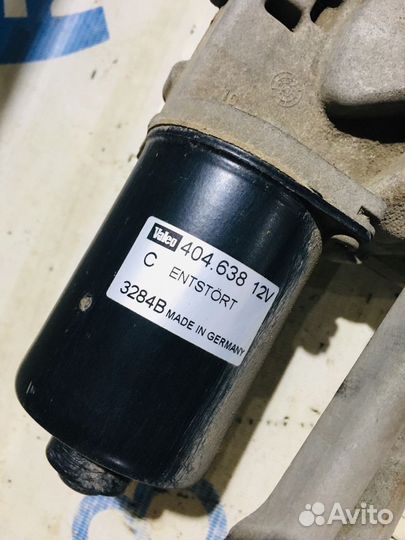 Valeo 404.638 12V
C ENTSTÖRT
3284B MADE IN GERMANY
Avito